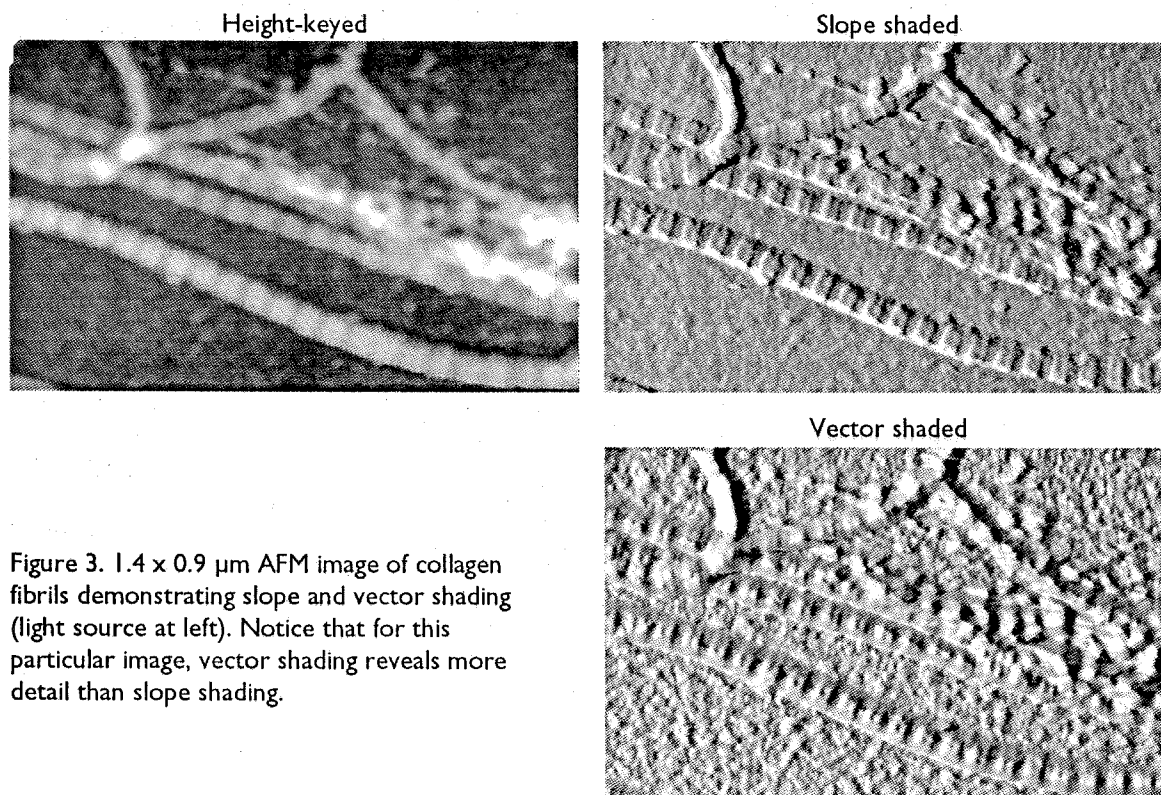 Height-keyed
Slope shaded
Vector shaded
Figure 3. 1.4 x 0.9 μm AFM image of collagen
fibrils demonstrating slope and vector shading
(light source at left). Notice that for this
particular image, vector shading reveals more
detail than slope shading.